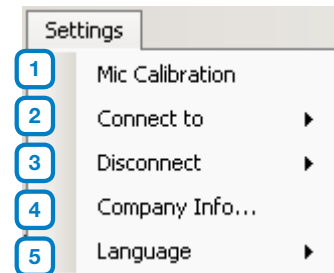 Settings
1 Mic Calibration
2 Connect to
3 Disconnect
4 Company Info...
5 Language